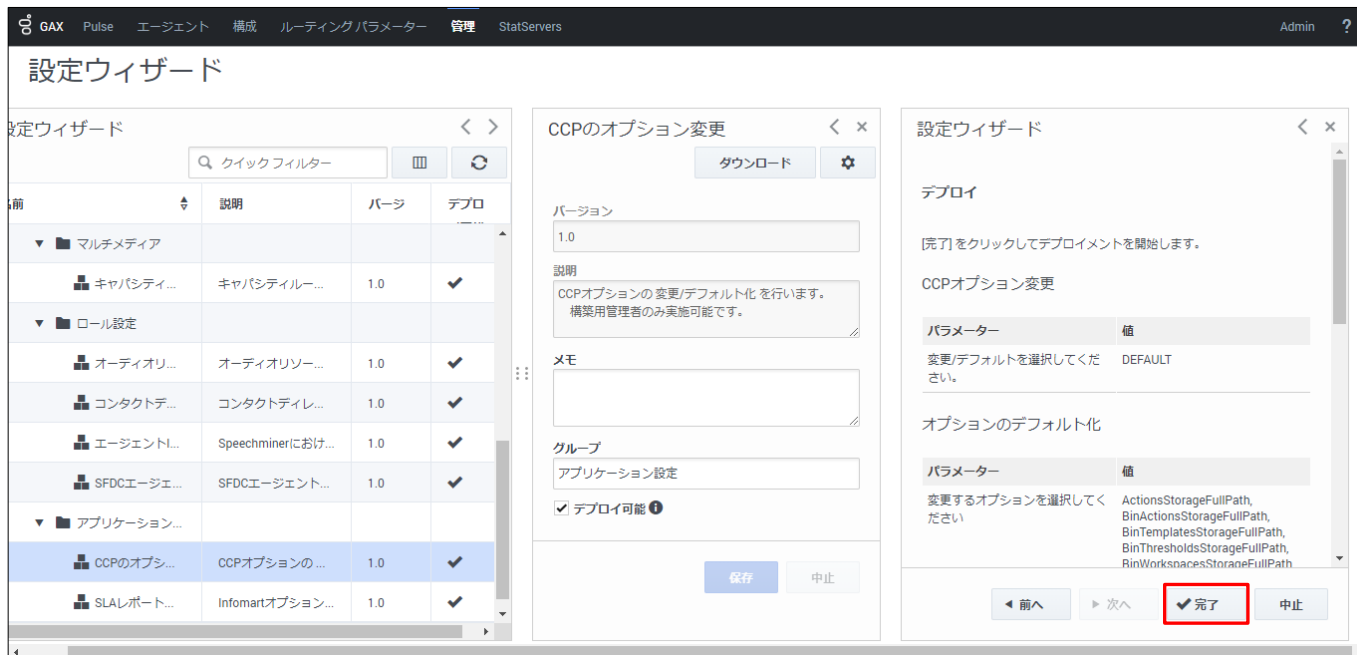 GAX Pulse エージェント 構成 ルーティング パラメーター 管理 StatServers Admin ?
設定ウィザード
設定ウィザード
クイック フィルター
名前 説明 バージ デプロ
マルチメディア
キャパシティ... キャパシティルー... 1.0
ロール設定
オーディオリ... オーディオリソー... 1.0
コンタクトデ... コンタクトディレ... 1.0
エージェントI... Speechminerにおけ... 1.0
SFDCエージェ... SFDCエージェント... 1.0
アプリケーション...
CCPのオプシ... CCPオプションの ... 1.0
SLAレポート... Infomartオプション... 1.0
CCPのオプション変更
ダウンロード
バージョン
1.0
説明
CCPオプションの 変更/デフォルト化 を行います。
構築用管理者のみ実施可能です。
メモ
グループ
アプリケーション設定
デプロイ可能
保存 中止
設定ウィザード
デプロイ
[完了] をクリックしてデプロイメントを開始します。
CCPオプション変更
パラメーター 値
変更/デフォルトを選択してくだ DEFAULT
さい。
オプションのデフォルト化
パラメーター 値
変更するオプションを選択してく ActionsStorageFullPath,
ださい BinActionsStorageFullPath,
BinTemplatesStorageFullPath,
BinThresholdsStorageFullPath,
BinWorkspacesStorageFullPath
前へ 次へ 完了 中止